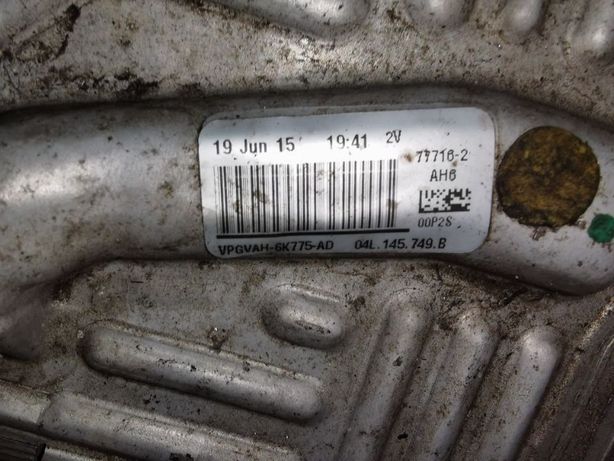 19 Jun 15 19:41 2V
77716-2
AH6
00P2S
VPGVAH-6K775-AD 04L.145.749.B